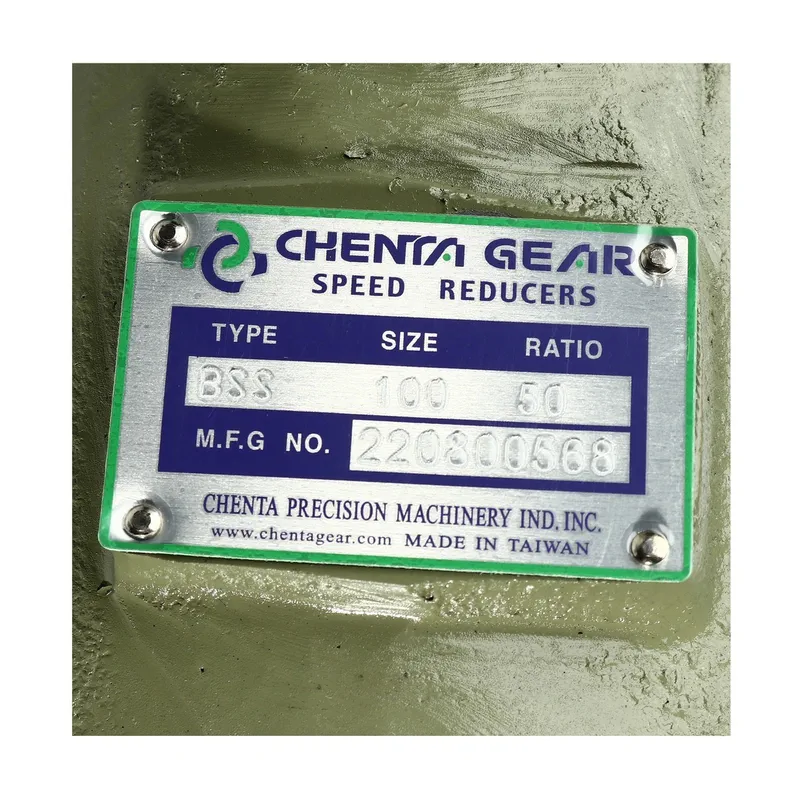 CHENTA GEAR
SPEED REDUCERS
TYPE SIZE RATIO
BSS 100 50
M.F.G NO. 220800568
CHENTA PRECISION MACHINERY IND. INC.
www.chentagear.com MADE IN TAIWAN